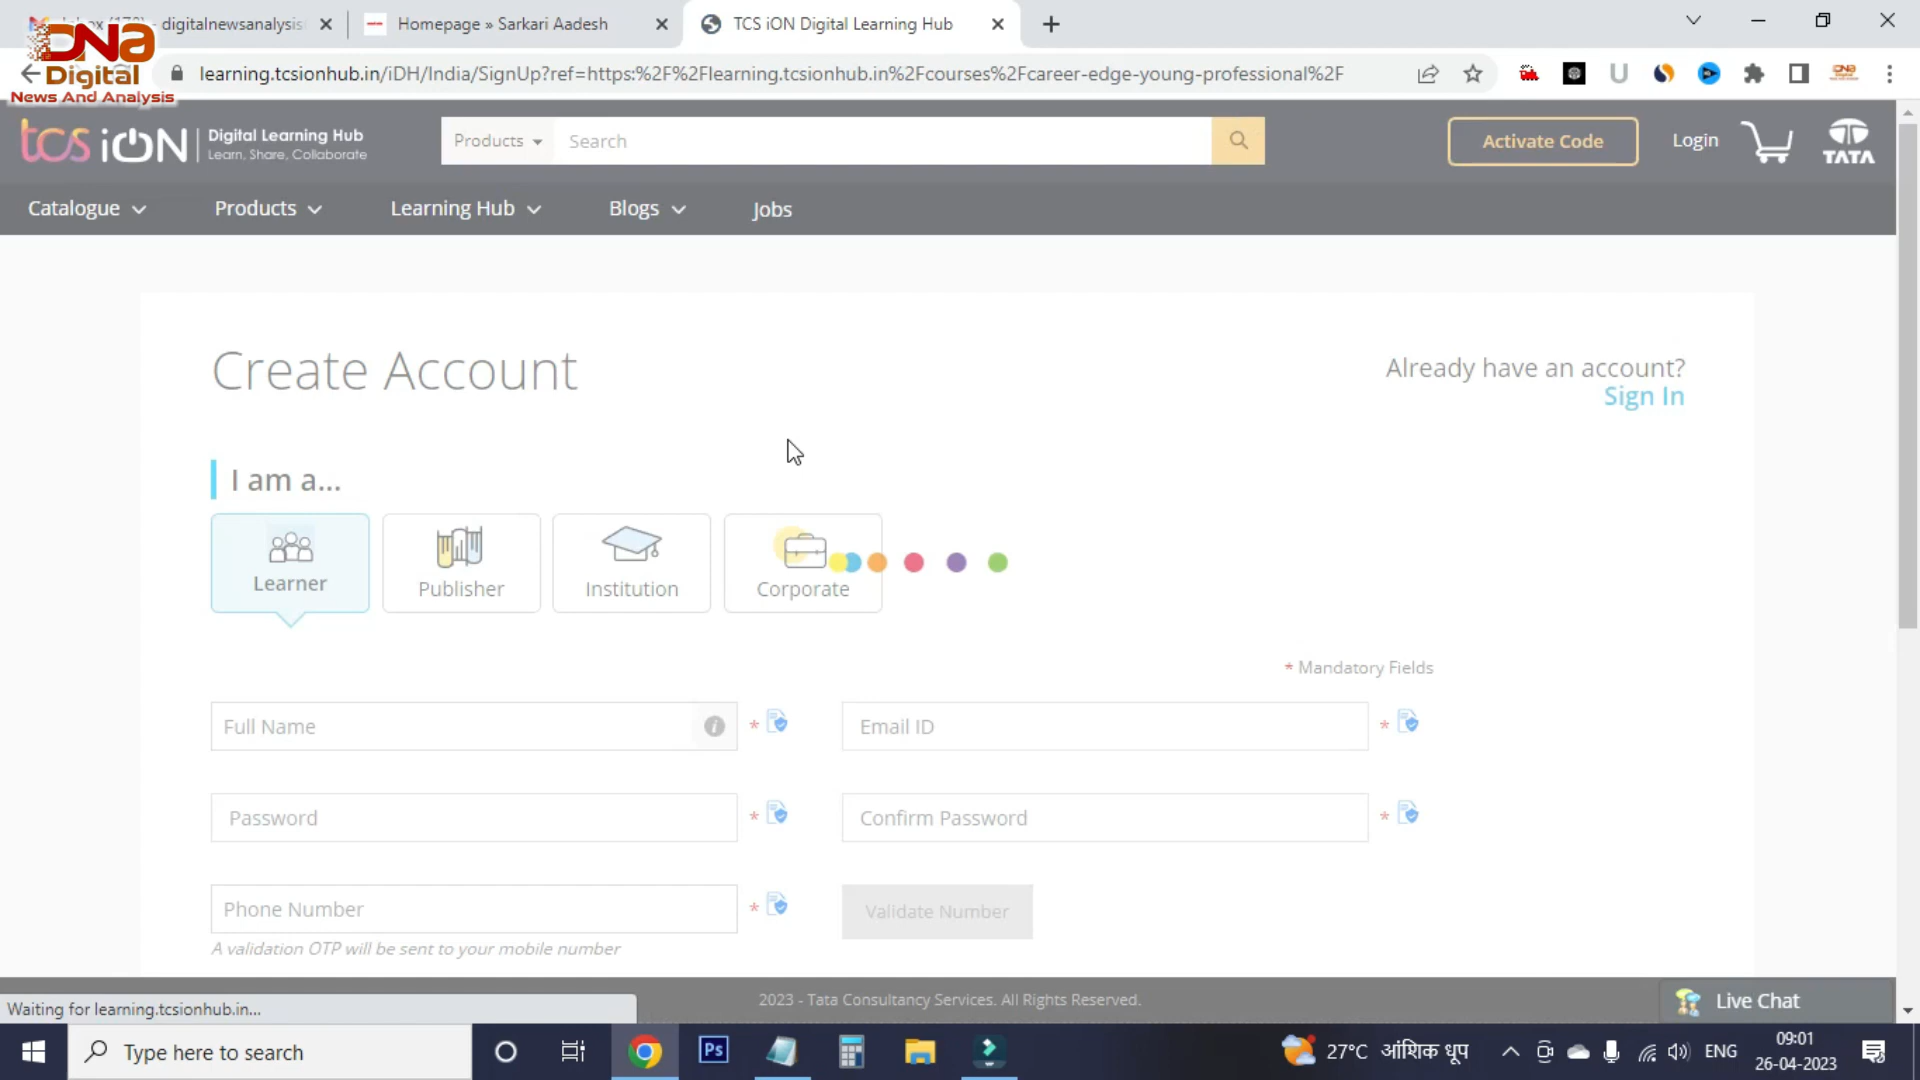 digitalnewsanalysis
Homepage » Sarkari Aadesh
TCS iON Digital Learning Hub
DNA
Digital
News And Analysis
learning.tcsionhub.in/iDH/India/SignUp?ref=https:%2F%2Flearning.tcsionhub.in%2Fcourses%2Fcareer-edge-young-professional%2F
tcs iON
Digital Learning Hub
Learn, Share, Collaborate
Products
Search
Activate Code
Login
TATA
Catalogue
Products
Learning Hub
Blogs
Jobs
Create Account
Already have an account?
Sign In
I am a...
Learner
Publisher
Institution
Corporate
* Mandatory Fields
Full Name
*
Email ID
*
Password
*
Confirm Password
*
Phone Number
*
Validate Number
A validation OTP will be sent to your mobile number
Waiting for learning.tcsionhub.in...
2023 - Tata Consultancy Services. All Rights Reserved.
Live Chat
Type here to search
Ps
27°C आंशिक धूप
ENG
09:01
26-04-2023